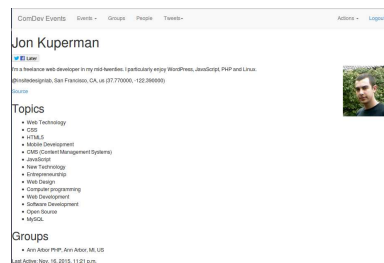 ComDev Events Events Groups People Tweets Actions Logout
Jon Kuperman
Later
I'm a freelance web developer in my mid-twenties. I particularly enjoy WordPress, JavaScript, PHP and Linux.
San Francisco, CA, us (37.770000, -122.390000)
Source
Topics
Web Technology
CSS
HTML5
Mobile Development
CMS (Content Management Systems)
JavaScript
New Technology
Entrepreneurship
Web Design
Computer programming
Web Development
Software Development
Open Source
MySQL
Groups
Ann Arbor PHP, Ann Arbor, MI, US
Last Active: Nov. 16, 2015, 11:21 p.m.